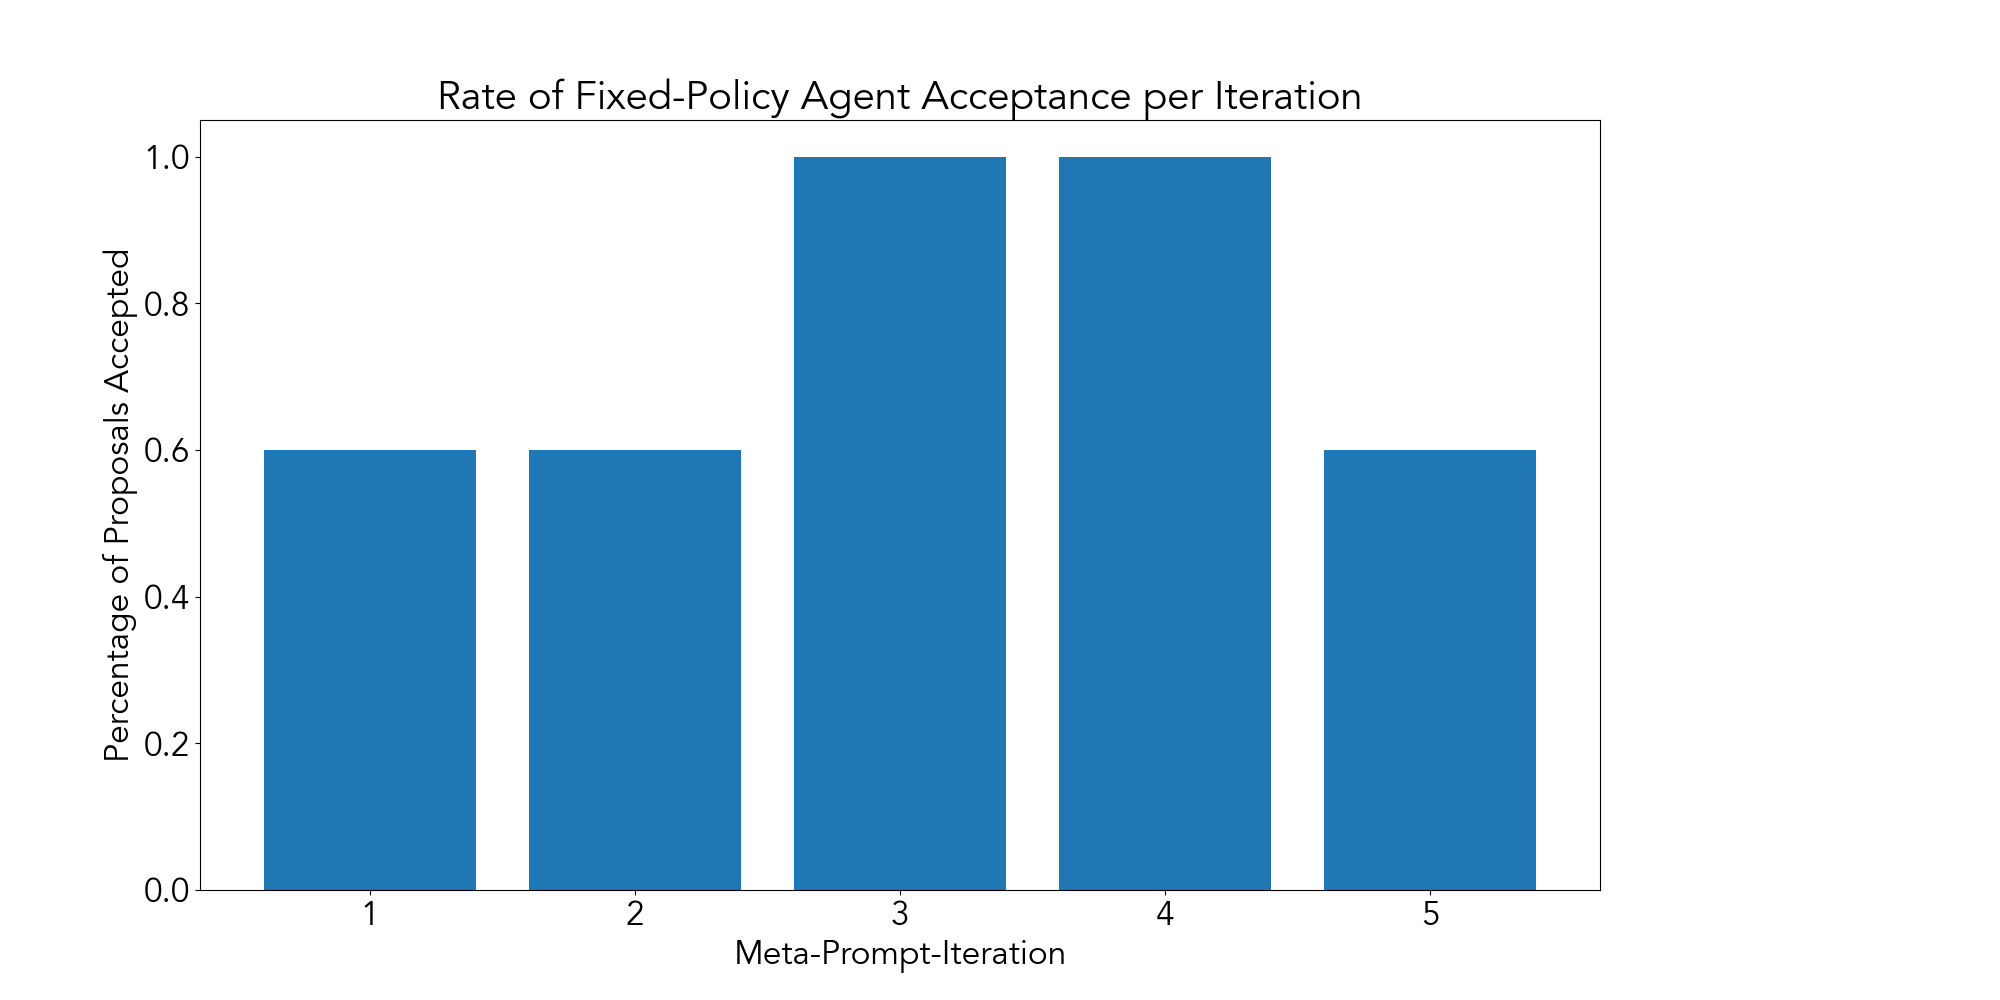 Rate of Fixed-Policy Agent Acceptance per Iteration
Percentage of Proposals Accepted
1.0
0.8
0.6
0.4
0.2
0.0
1 2 3 4 5
Meta-Prompt-Iteration